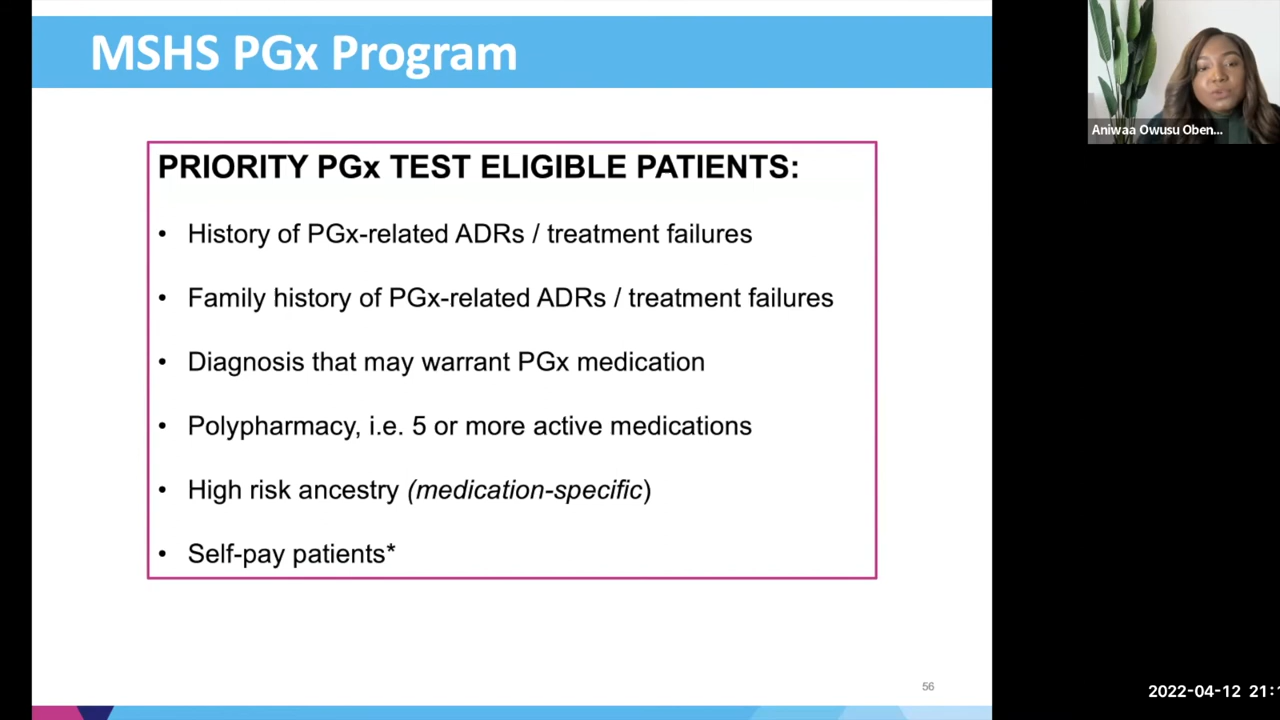 MSHS PGx Program
PRIORITY PGx TEST ELIGIBLE PATIENTS:
• History of PGx-related ADRs / treatment failures
• Family history of PGx-related ADRs / treatment failures
• Diagnosis that may warrant PGx medication
• Polypharmacy, i.e. 5 or more active medications
• High risk ancestry (medication-specific)
• Self-pay patients*
56
Aniwaa Owusu Oben...
2022-04-12 21: